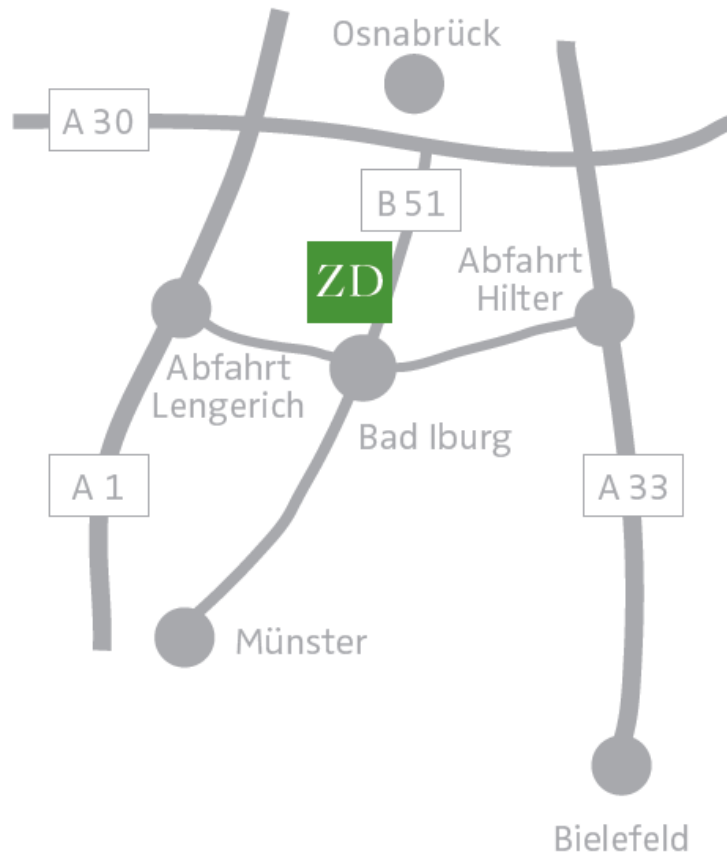 Osnabrück
A 30
B 51
ZD
Abfahrt
Hilter
Abfahrt
Lengerich
Bad Iburg
A 1
A 33
Münster
Bielefeld